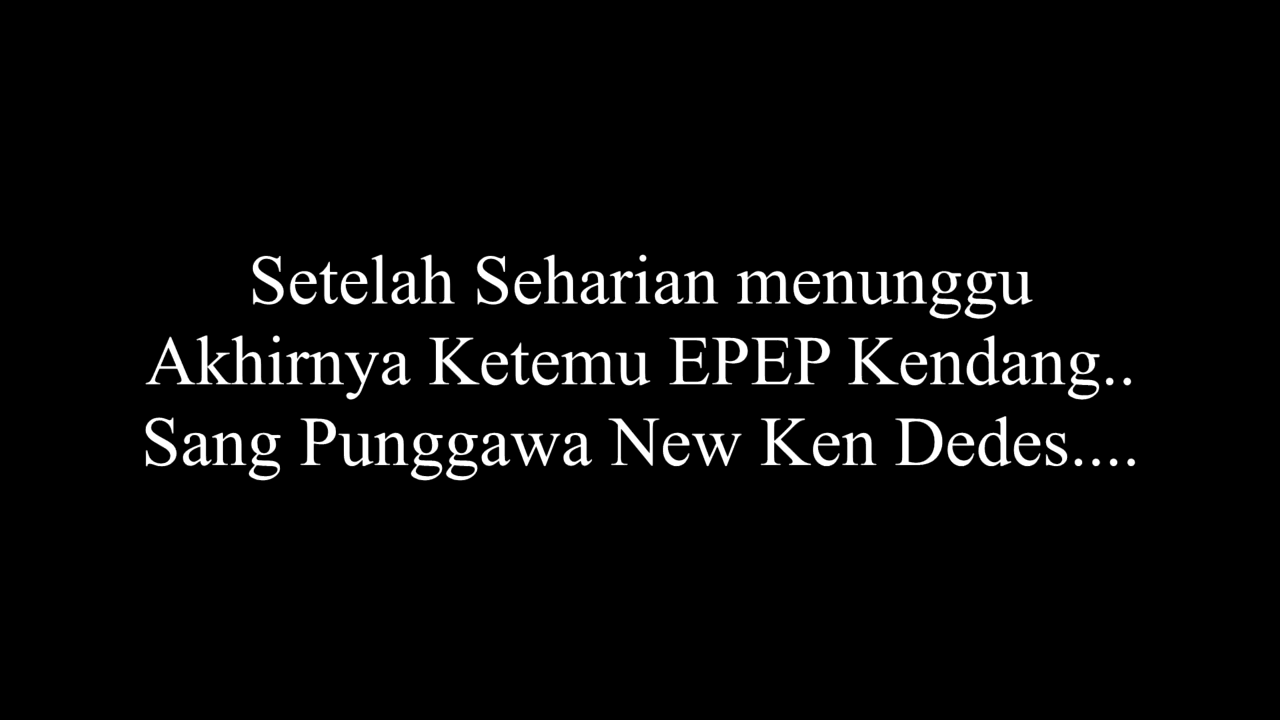 Setelah Seharian menunggu
Akhirnya Ketemu EPEP Kendang..
Sang Punggawa New Ken Dedes....